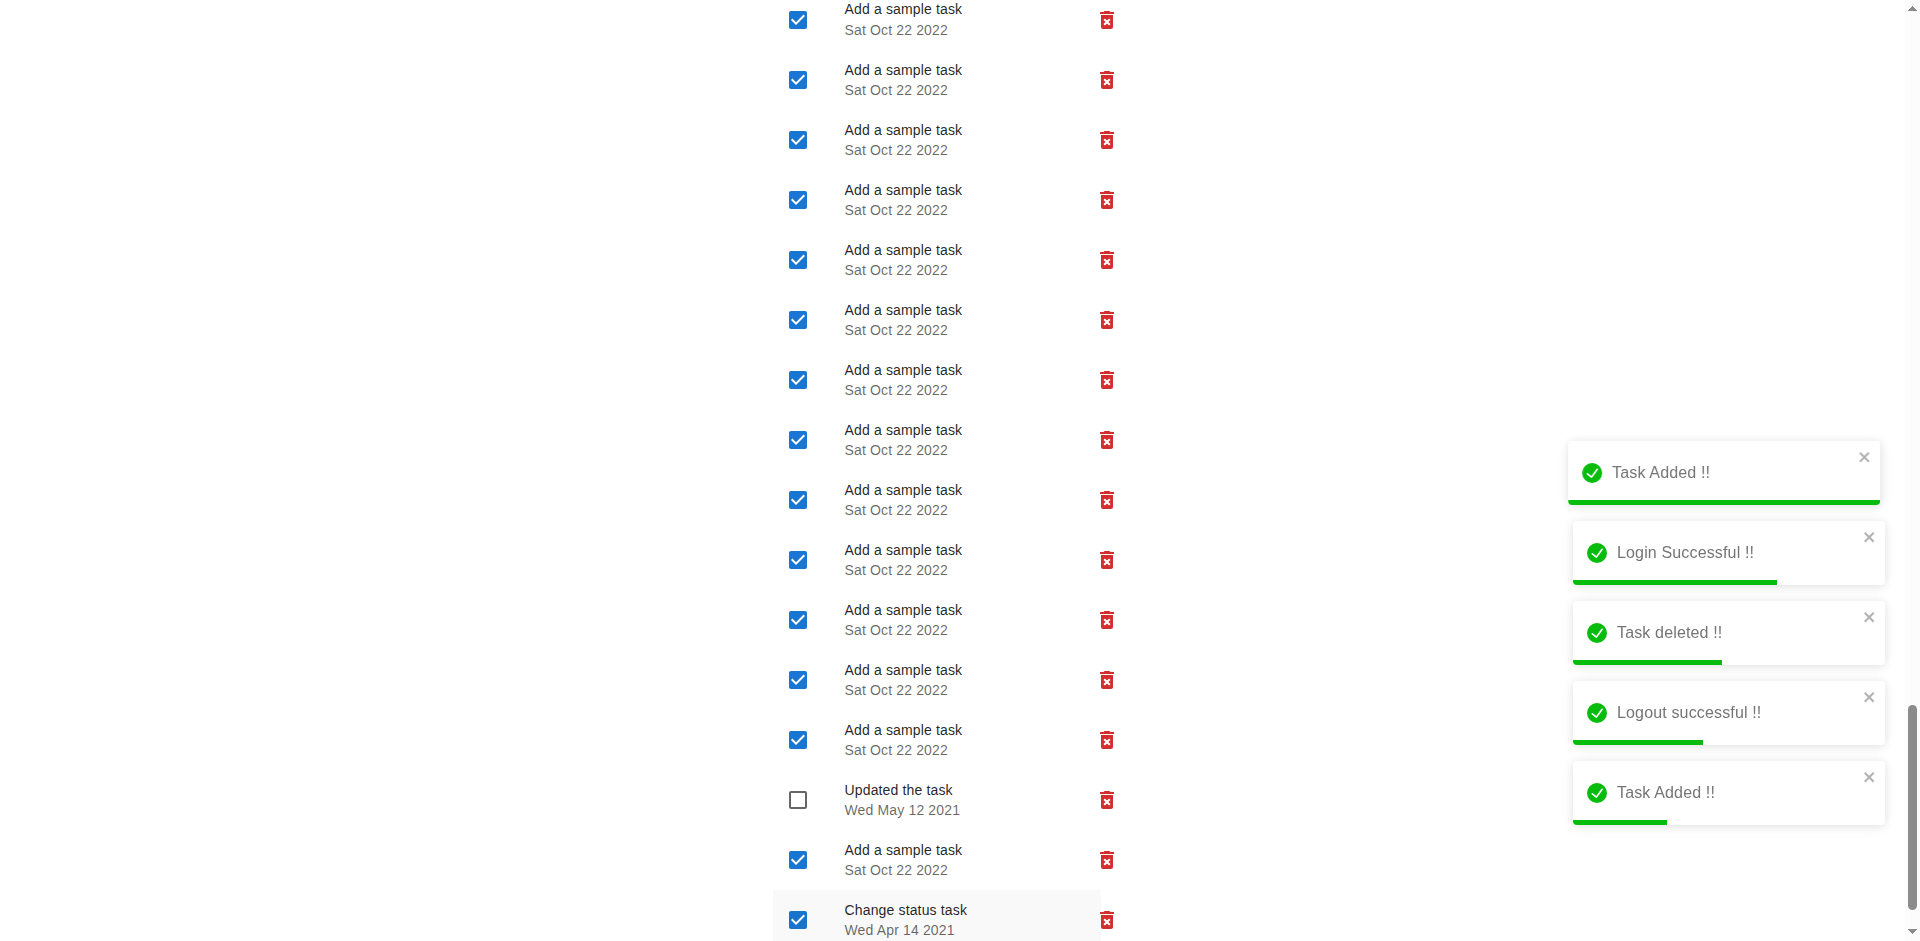 Add a sample task
Sat Oct 22 2022
Add a sample task
Sat Oct 22 2022
Add a sample task
Sat Oct 22 2022
Add a sample task
Sat Oct 22 2022
Add a sample task
Sat Oct 22 2022
Add a sample task
Sat Oct 22 2022
Add a sample task
Sat Oct 22 2022
Add a sample task
Sat Oct 22 2022
Add a sample task
Sat Oct 22 2022
Add a sample task
Sat Oct 22 2022
Add a sample task
Sat Oct 22 2022
Add a sample task
Sat Oct 22 2022
Add a sample task
Sat Oct 22 2022
Updated the task
Wed May 12 2021
Add a sample task
Sat Oct 22 2022
Change status task
Wed Apr 14 2021
Task Added !!
Login Successful !!
Task deleted !!
Logout successful !!
Task Added !!